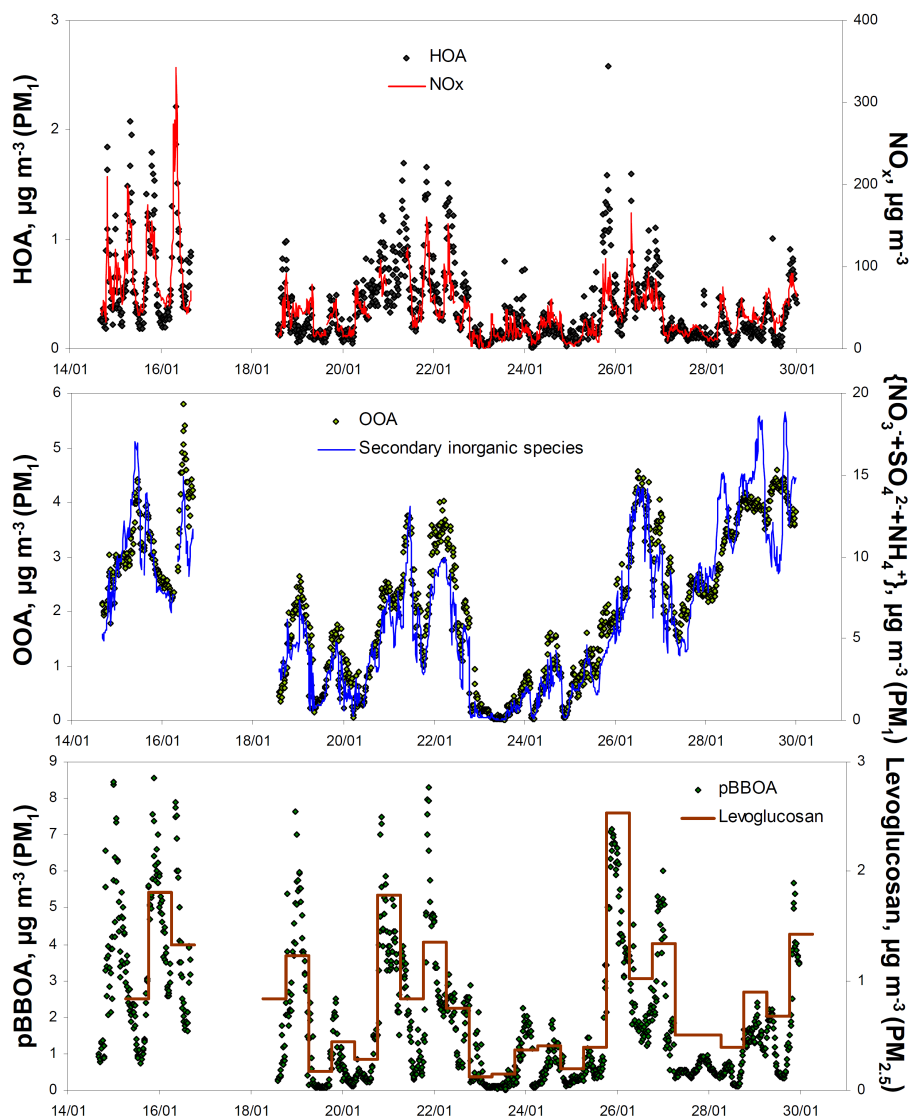 HOA, µg m⁻³ (PM₁)
3
2
1
0
400
300
200
100
0
NOₓ, µg m⁻³
HOA
NOx
14/01 16/01 18/01 20/01 22/01 24/01 26/01 28/01 30/01
OOA, µg m⁻³ (PM₁)
6
5
4
3
2
1
0
20
15
10
5
0
{NO₃⁻+SO₄²⁻+NH₄⁺}, µg m⁻³ (PM₁)
OOA
Secondary inorganic species
14/01 16/01 18/01 20/01 22/01 24/01 26/01 28/01 30/01
pBBOA, µg m⁻³ (PM₁)
9
8
7
6
5
4
3
2
1
0
3
2
1
0
Levoglucosan, µg m⁻³ (PM₂.₅)
pBBOA
Levoglucosan
14/01 16/01 18/01 20/01 22/01 24/01 26/01 28/01 30/01